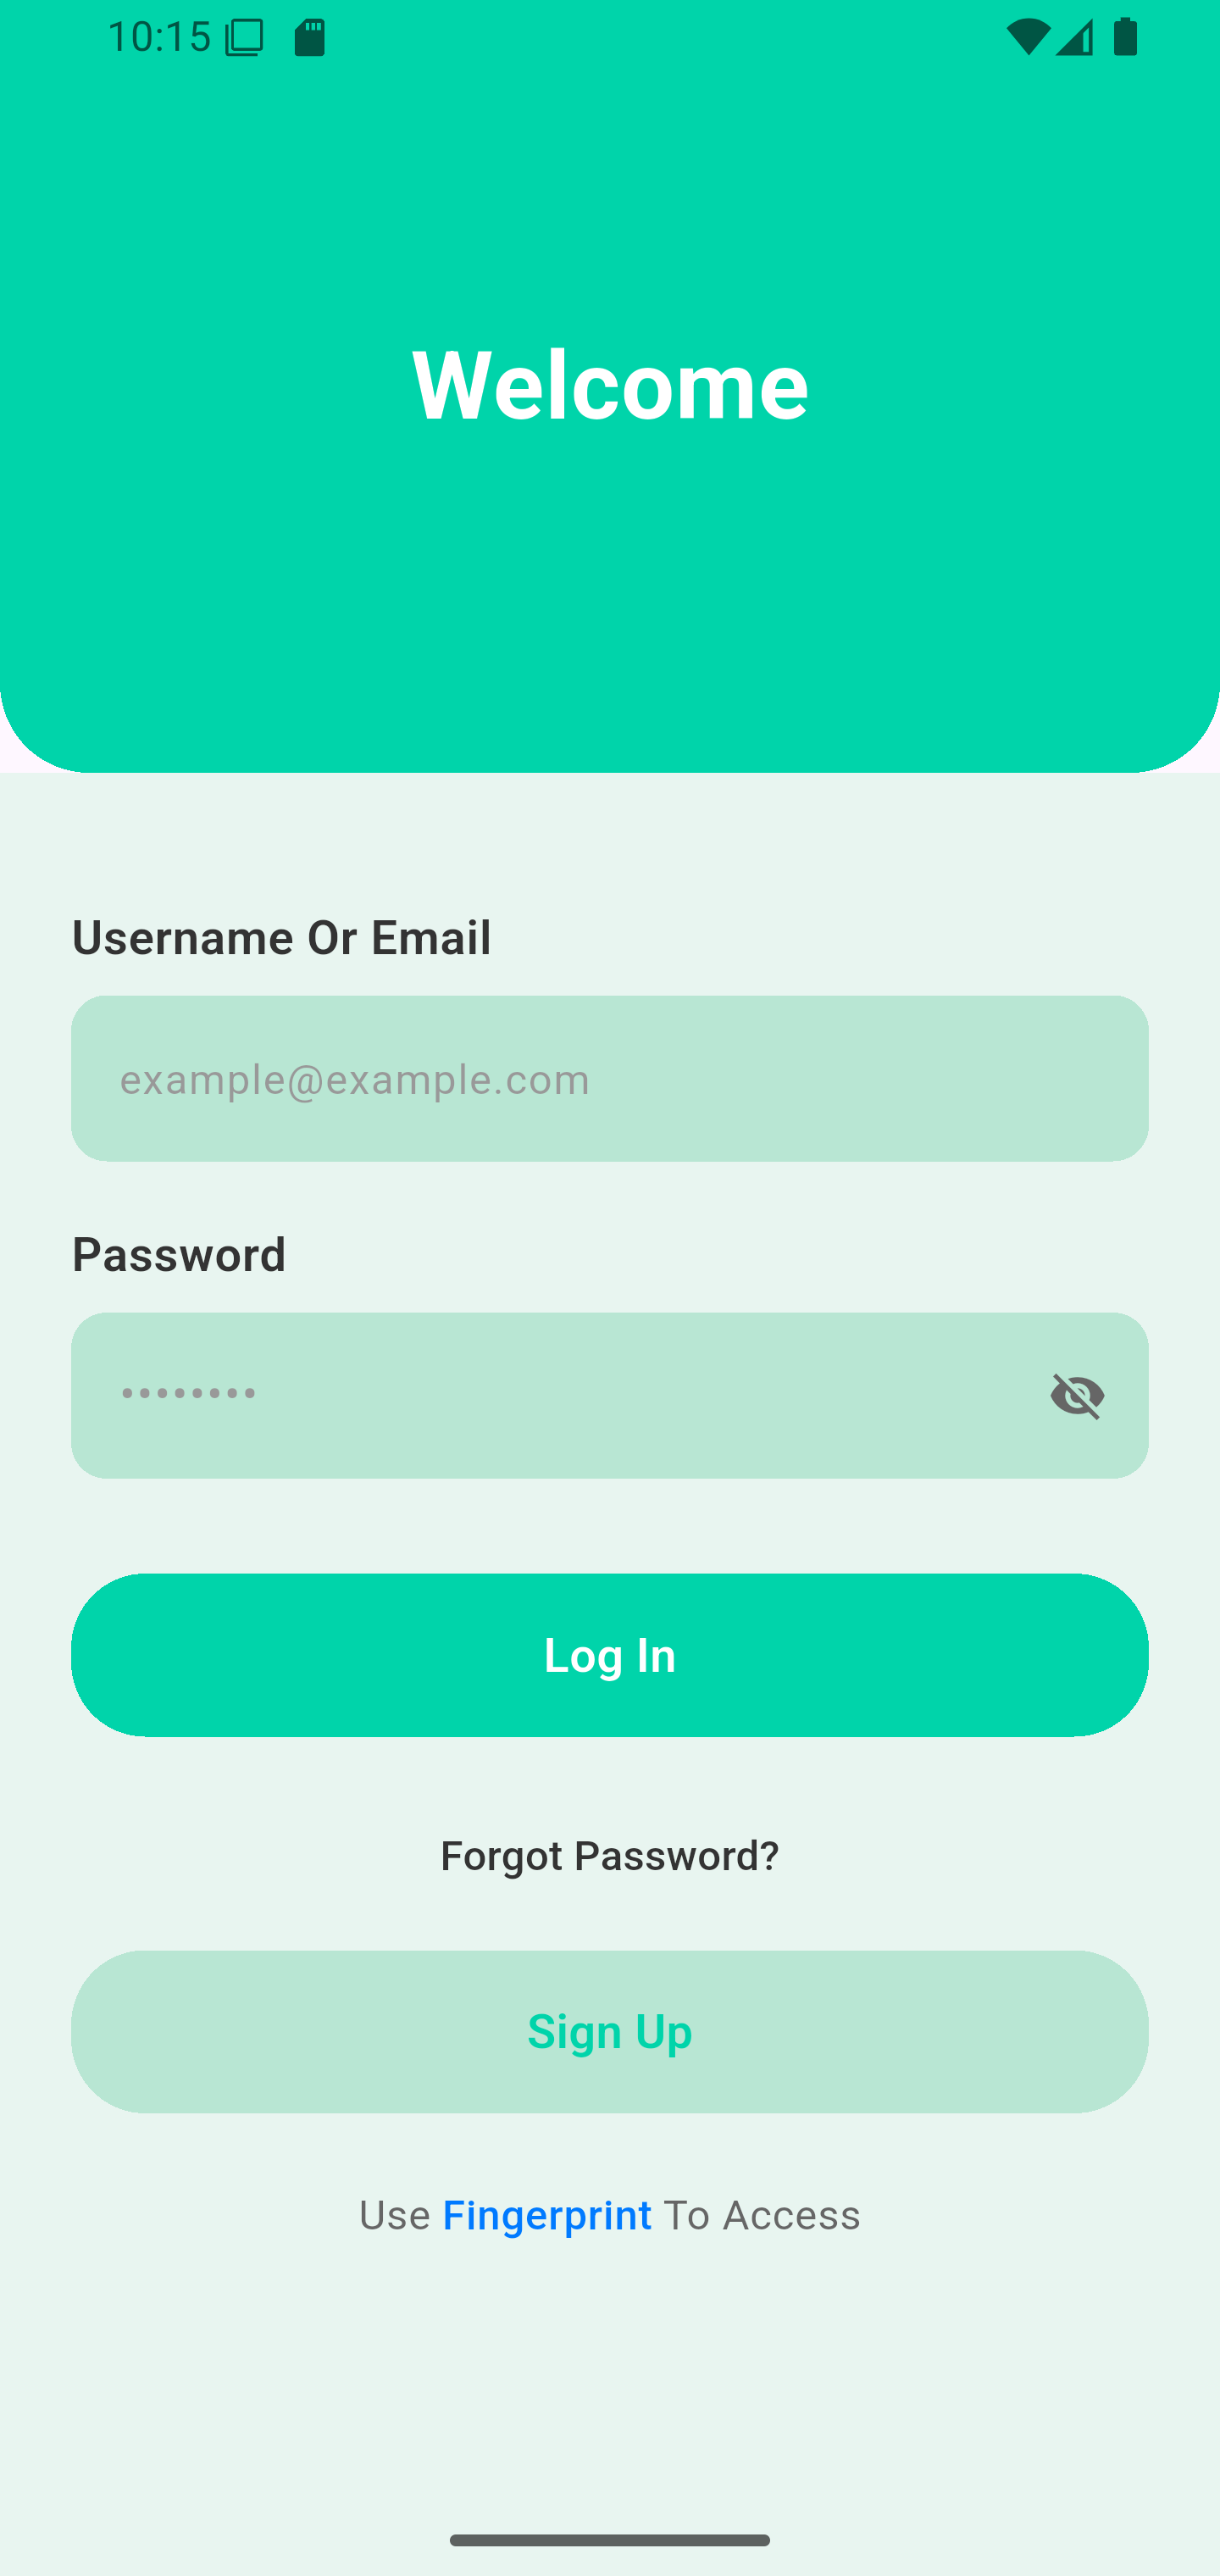 10:15
Welcome
Username Or Email
example@example.com
Password
••••••••
Log In
Forgot Password?
Sign Up
Use Fingerprint To Access